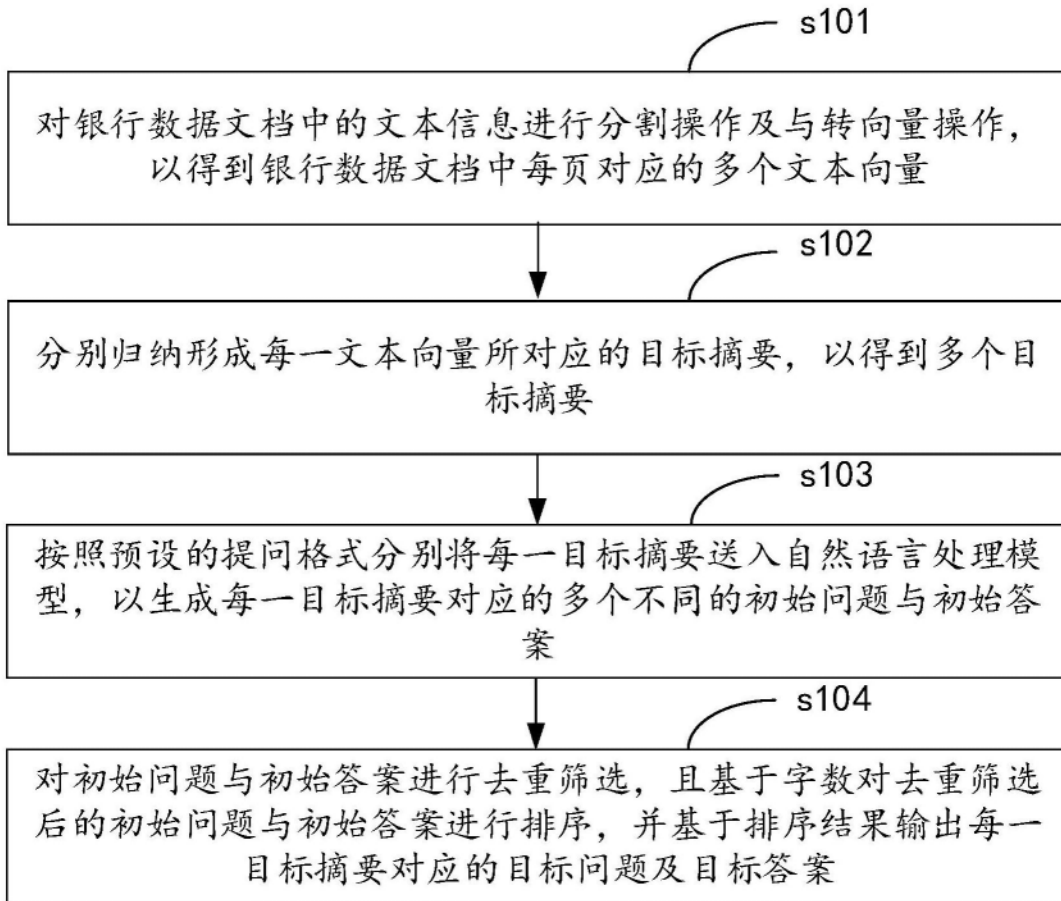 s101
对银行数据文档中的文本信息进行分割操作及与转向量操作,
以得到银行数据文档中每页对应的多个文本向量
s102
分别归纳形成每一文本向量所对应的目标摘要，以得到多个目
标摘要
s103
按照预设的提问格式分别将每一目标摘要送入自然语言处理模
型，以生成每一目标摘要对应的多个不同的初始问题与初始答
案
s104
对初始问题与初始答案进行去重筛选，且基于字数对去重筛选
后的初始问题与初始答案进行排序，并基于排序结果输出每一
目标摘要对应的目标问题及目标答案